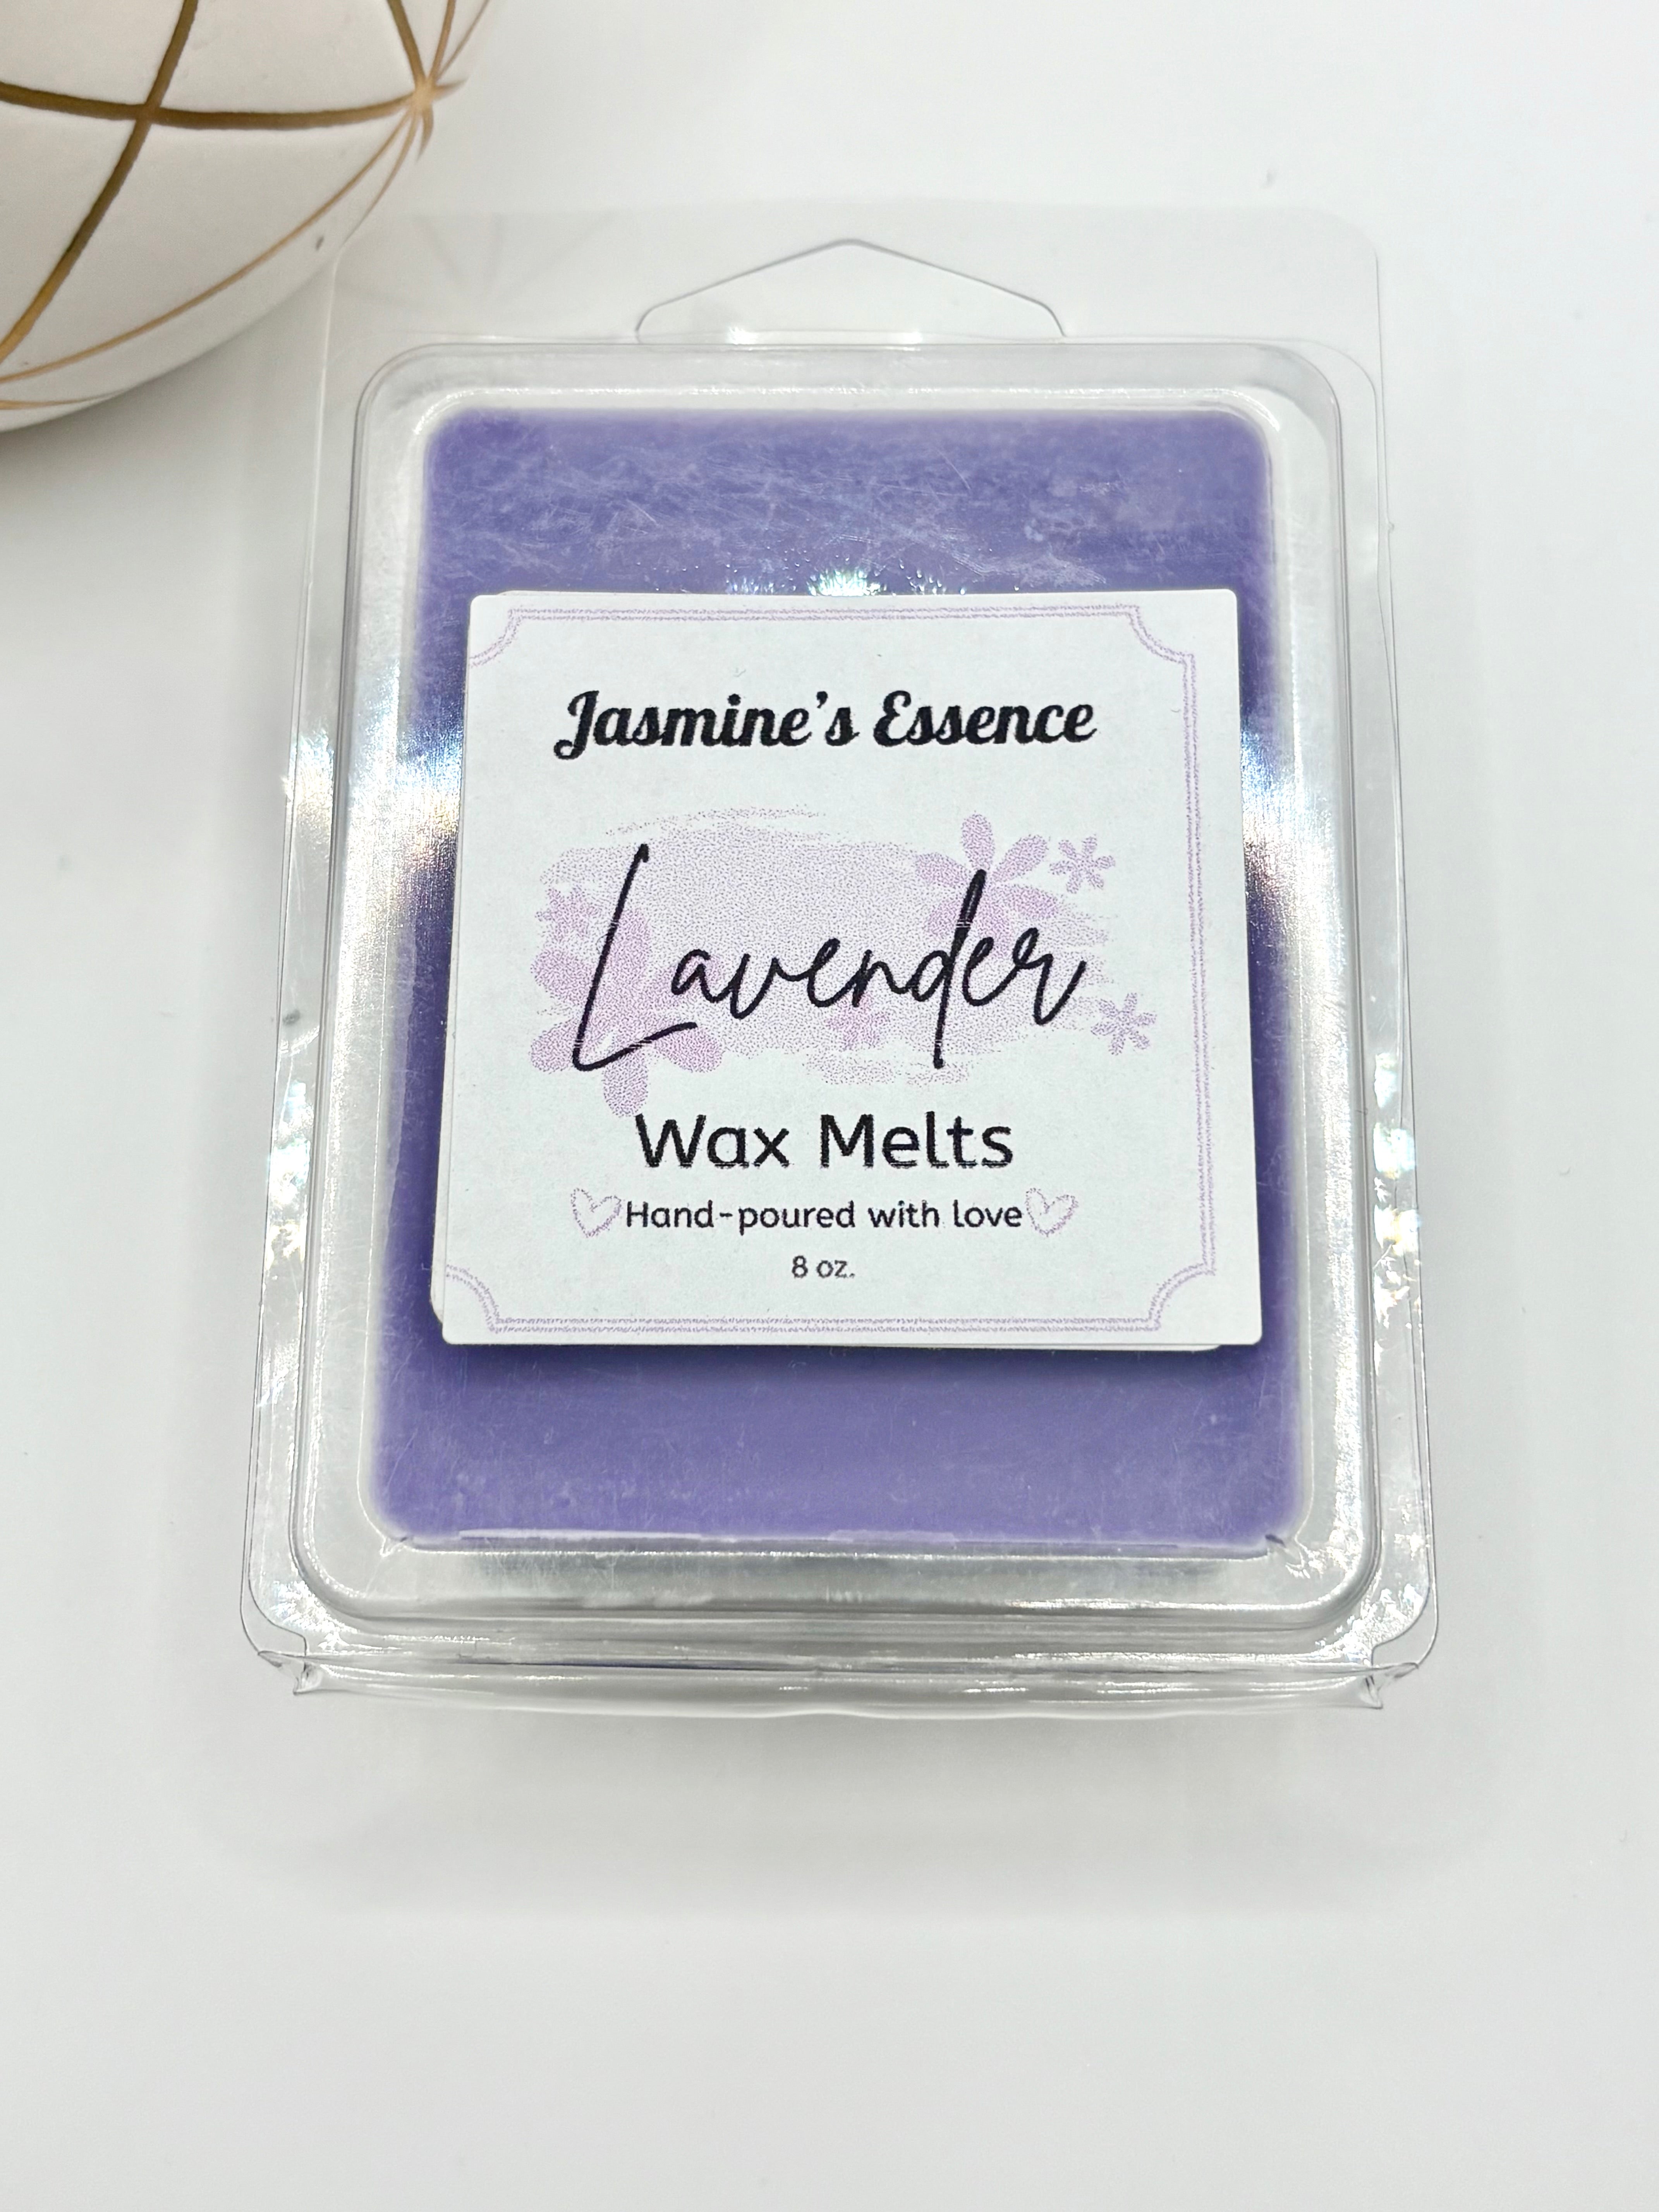 Jasmine's Essence
Lavender
Wax Melts
Hand-poured with love
8 oz.